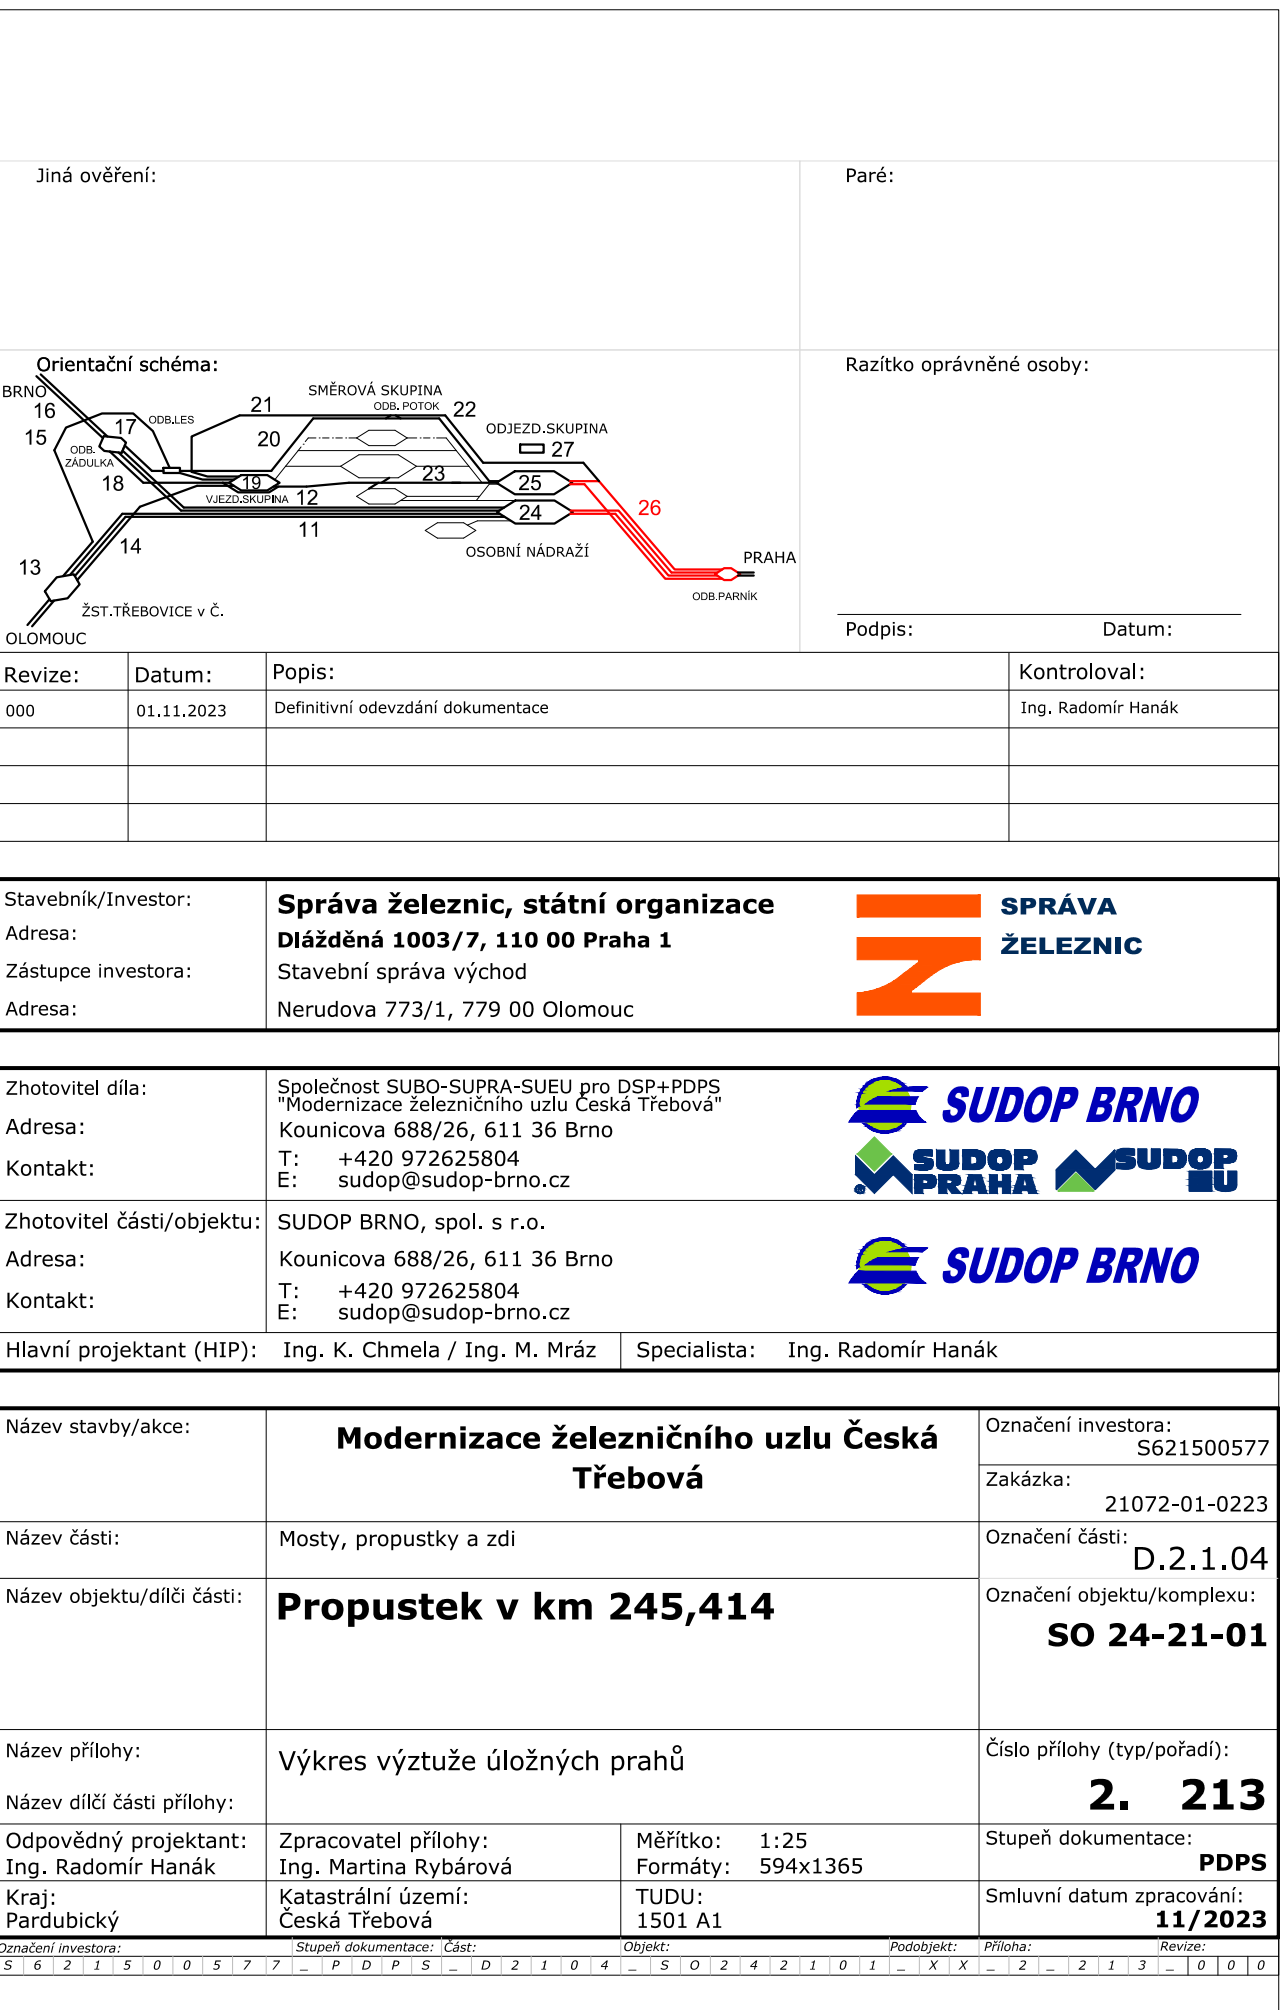 Jiná ověření:
Paré:
Orientační schéma:
Razítko oprávněné osoby:
BRNO
16
15
17
ODB.LES
21
20
SMĚROVÁ SKUPINA
ODB. POTOK
22
ODJEZD.SKUPINA
27
ODB.
ZÁDULKA
18
19
VJEZD.SKUPINA
12
23
25
24
26
11
14
13
OSOBNÍ NÁDRAŽÍ
PRAHA
ODB.PARNÍK
ŽST.TŘEBOVICE v Č.
OLOMOUC
Podpis: Datum:
Revize: Datum: Popis: Kontroloval:
000 01.11.2023 Definitivní odevzdání dokumentace Ing. Radomír Hanák
Stavebník/Investor: Správa železnic, státní organizace
Adresa: Dlážděná 1003/7, 110 00 Praha 1
Zástupce investora: Stavební správa východ
Adresa: Nerudova 773/1, 779 00 Olomouc
SPRÁVA
ŽELEZNIC
Zhotovitel díla: Společnost SUBO-SUPRA-SUEU pro DSP+PDPS
"Modernizace železničního uzlu Česká Třebová"
Adresa: Kounicova 688/26, 611 36 Brno
Kontakt: T: +420 972625804
E: sudop@sudop-brno.cz
SUDOP BRNO
SUDOP
PRAHA
SUDOP
EU
Zhotovitel části/objektu: SUDOP BRNO, spol. s r.o.
Adresa: Kounicova 688/26, 611 36 Brno
Kontakt: T: +420 972625804
E: sudop@sudop-brno.cz
SUDOP BRNO
Hlavní projektant (HIP): Ing. K. Chmela / Ing. M. Mráz Specialista: Ing. Radomír Hanák
Název stavby/akce: Modernizace železničního uzlu Česká
Třebová
Označení investora:
S621500577
Zakázka:
21072-01-0223
Název části: Mosty, propustky a zdi
Označení části:
D.2.1.04
Název objektu/dílči části: Propustek v km 245,414
Označení objektu/komplexu:
SO 24-21-01
Název přílohy: Výkres výztuže úložných prahů
Název dílčí části přílohy:
Číslo přílohy (typ/pořadí):
2. 213
Odpovědný projektant: Zpracovatel přílohy: Měřítko: 1:25
Ing. Radomír Hanák Ing. Martina Rybárová Formáty: 594x1365
Stupeň dokumentace:
PDPS
Kraj: Katastrální území: TUDU:
Pardubický Česká Třebová 1501 A1
Smluvní datum zpracování:
11/2023
Označení investora: Stupeň dokumentace: Část: Objekt: Podobjekt: Příloha: Revize:
S 6 2 1 5 0 0 5 7 7 _ P D P S _ D 2 1 0 4 _ S O 2 4 2 1 0 1 _ X X _ 2 _ 2 1 3 _ 0 0 0